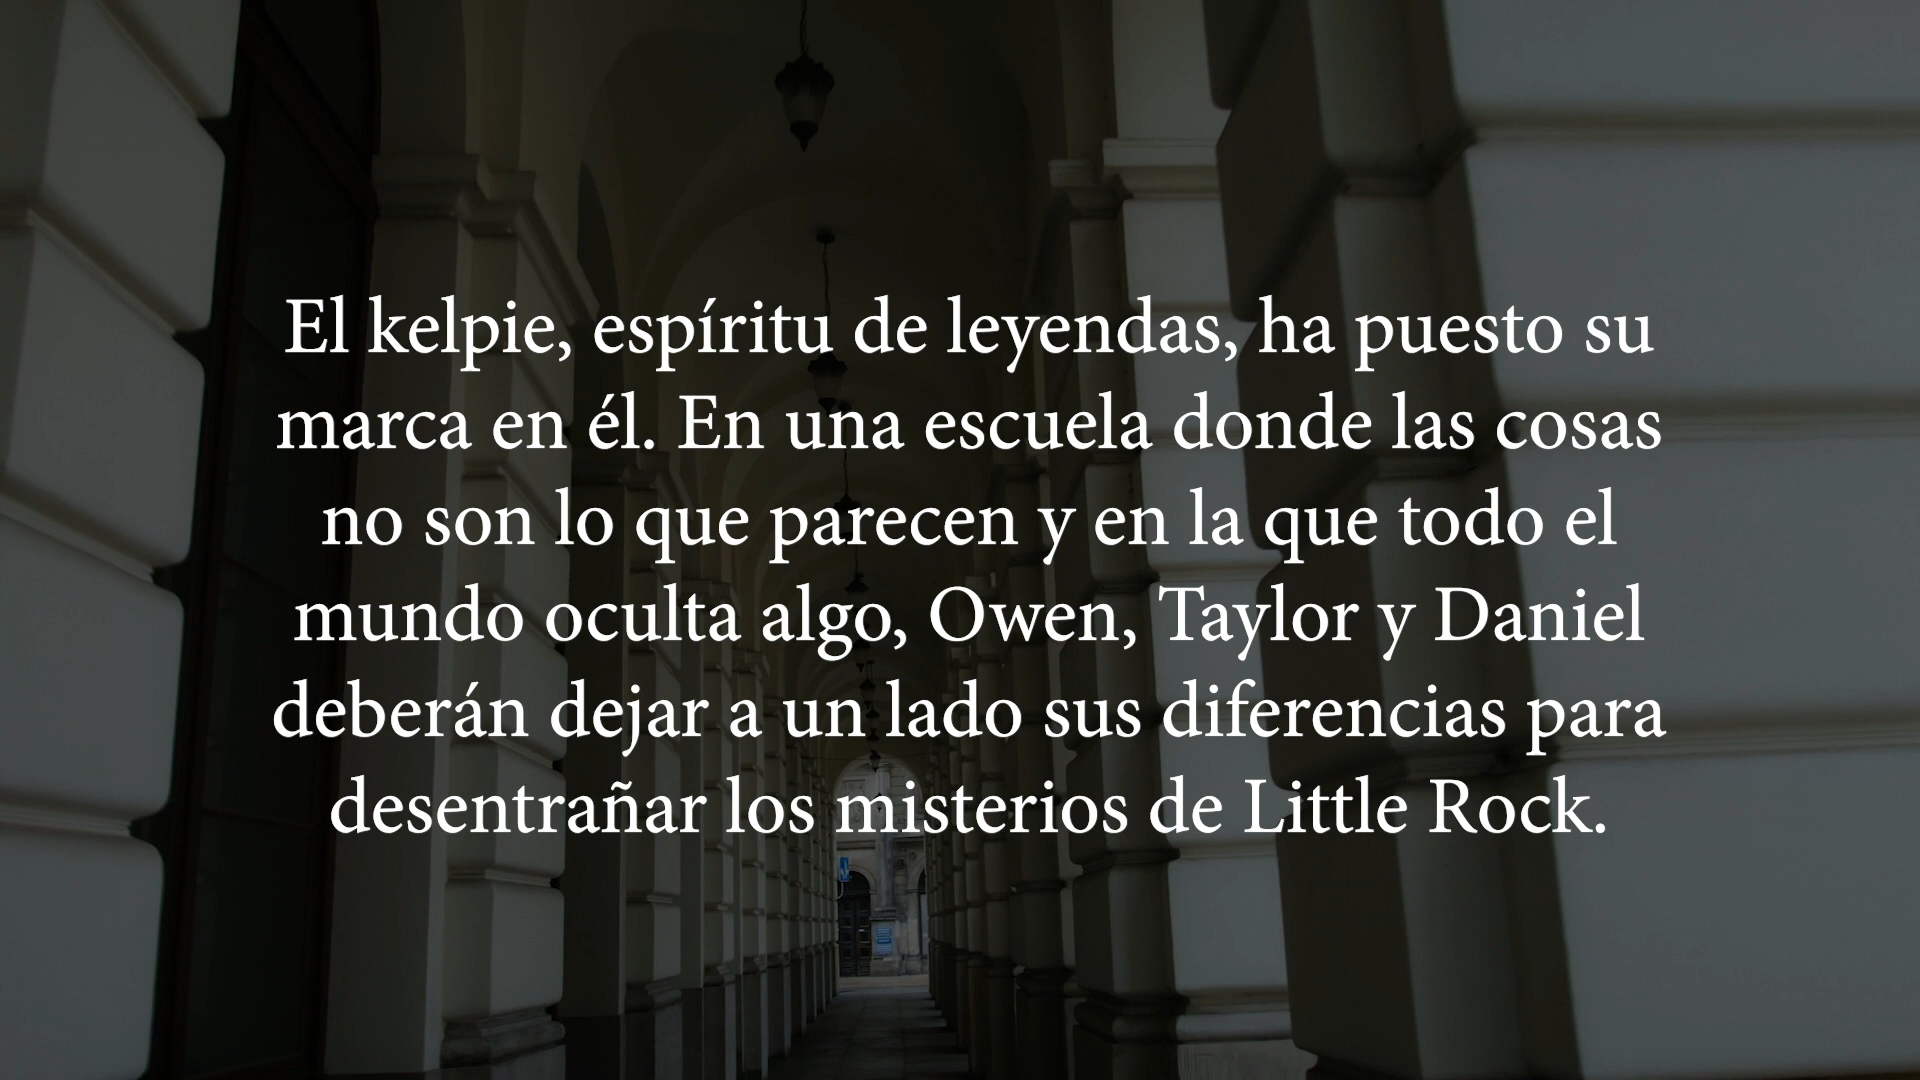 El kelpie, espíritu de leyendas, ha puesto su
marca en él. En una escuela donde las cosas
no son lo que parecen y en la que todo el
mundo oculta algo, Owen, Taylor y Daniel
deberán dejar a un lado sus diferencias para
desentrañar los misterios de Little Rock.